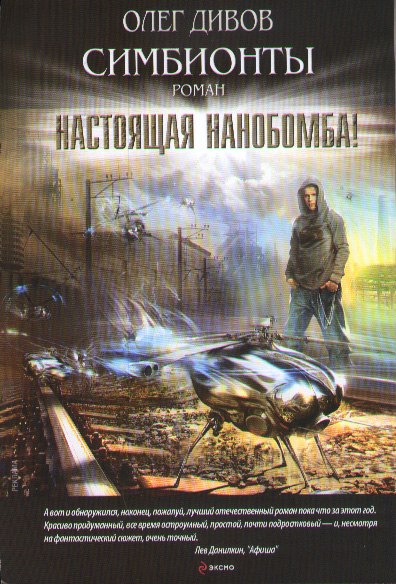 ОЛЕГ ДИВОВ
СИМБИОНТЫ
РОМАН
НАСТОЯЩАЯ НАНОБОМБА!
А вот и обнаружился, наконец, пожалуй, лучший отечественный роман пока что за этот год.
Красиво придуманный, все время остроумный, простой, почти подростковый — и, несмотря
на фантастический сюжет, очень точный.
Лев Данилкин, "Афиша"
ЭКСМО